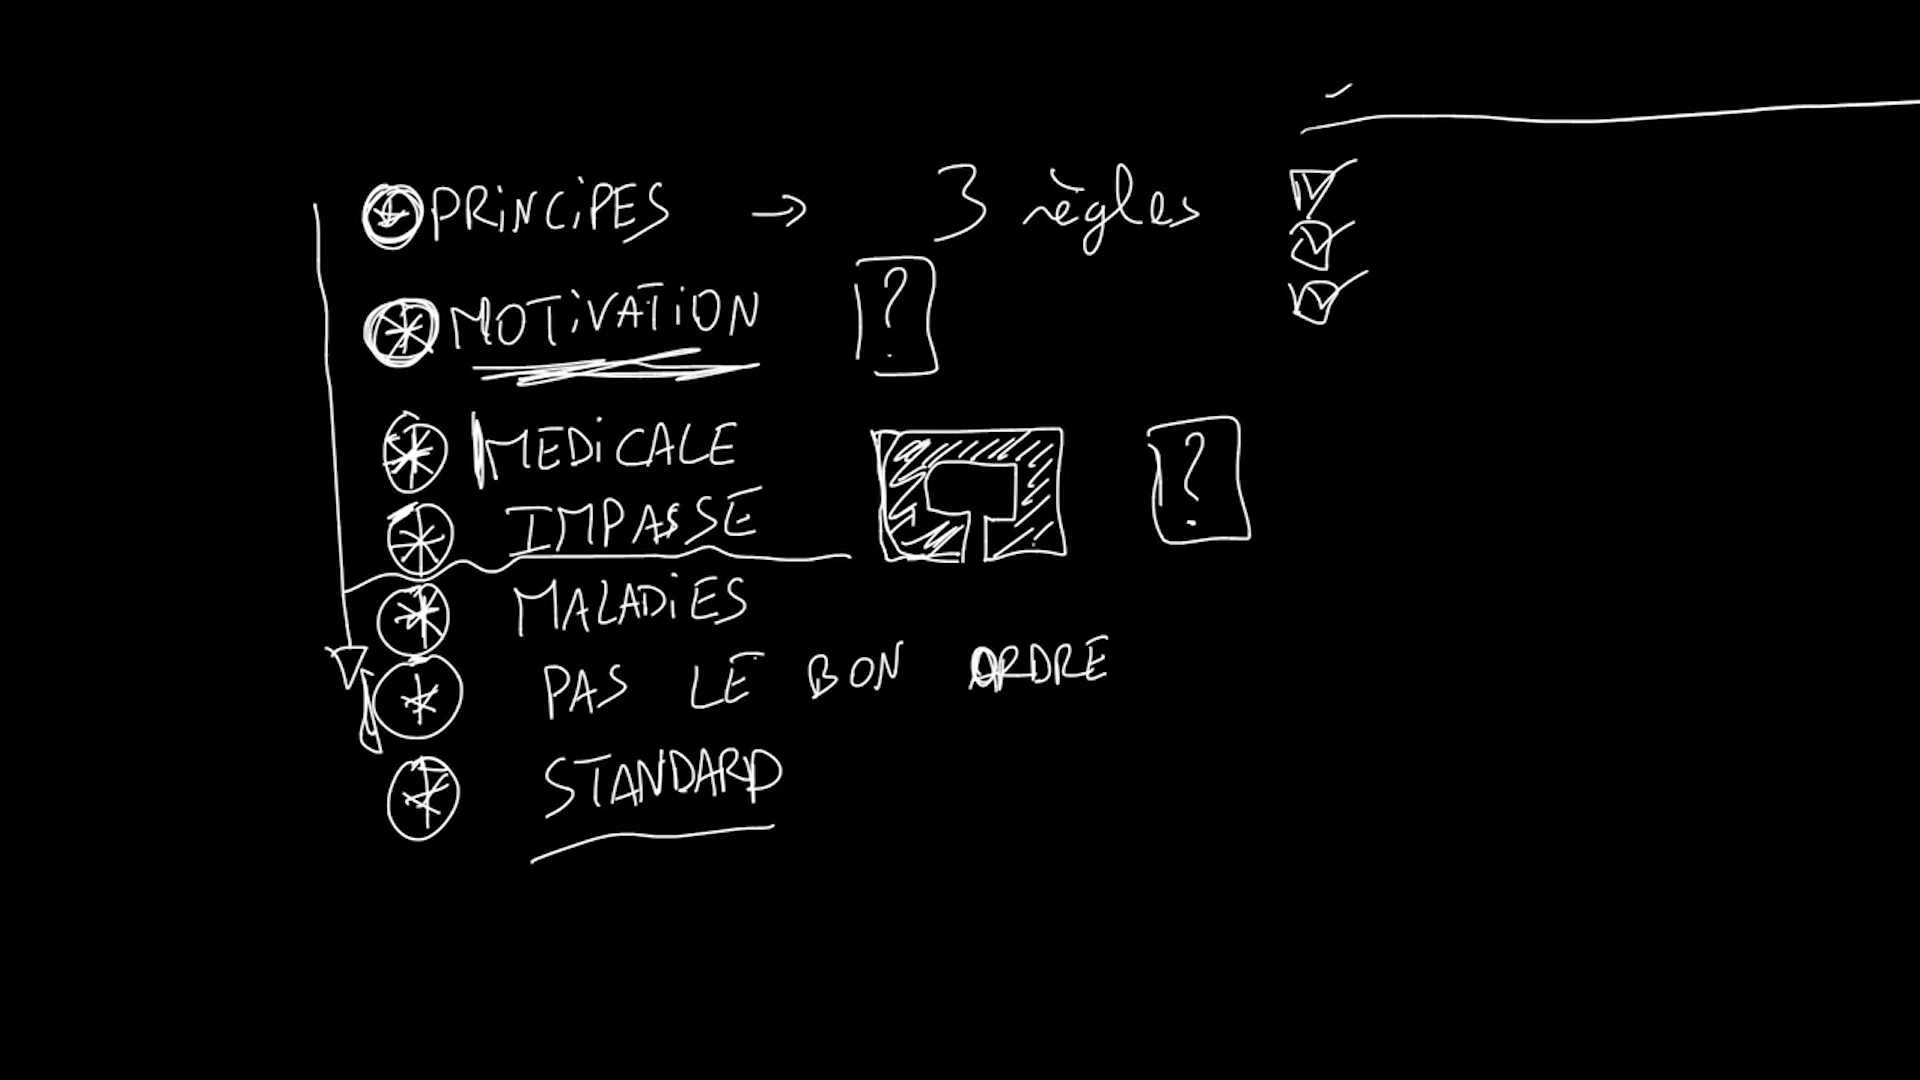 PRINCIPES → 3 règles
MOTIVATION ?
MEDICALE
IMPASSE ?
MALADIES
PAS LE BON ORDRE
STANDARD